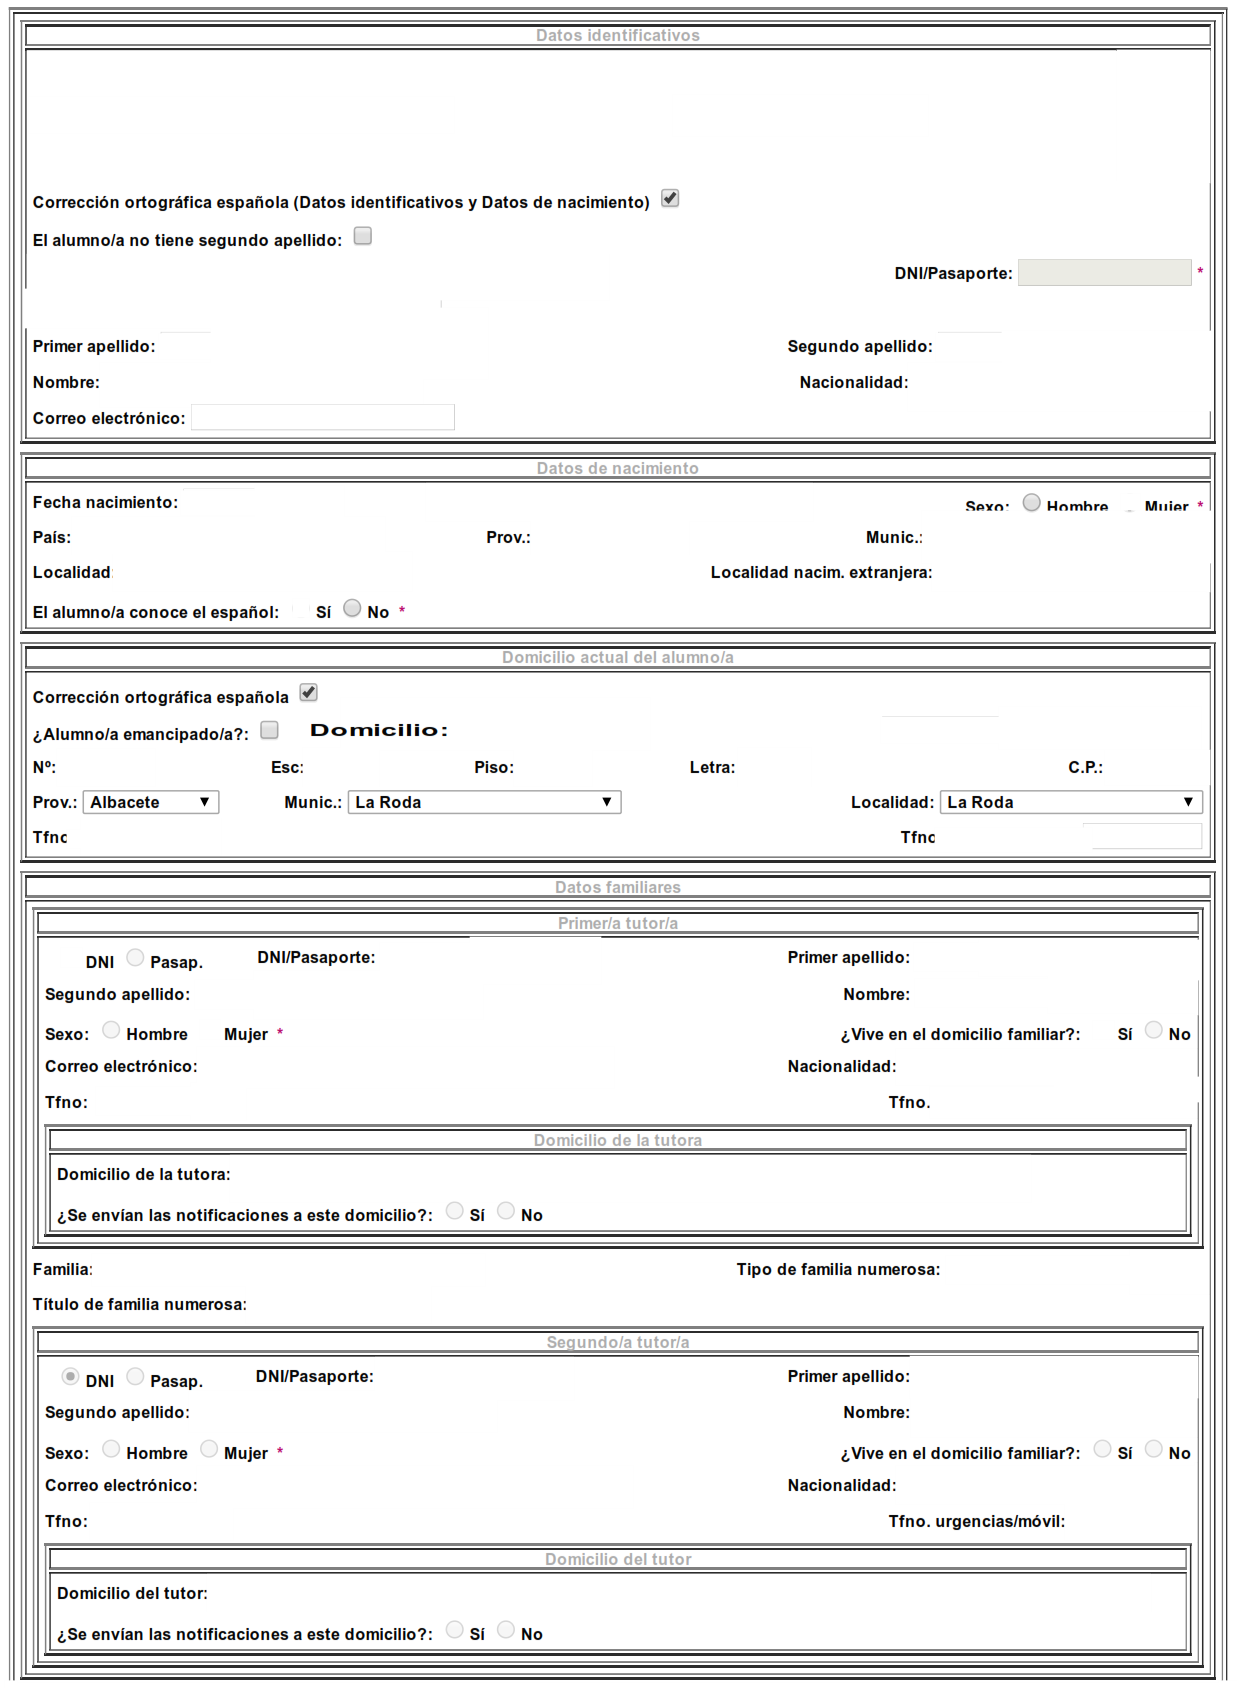 Datos identificativos
Corrección ortográfica española (Datos identificativos y Datos de nacimiento)
El alumno/a no tiene segundo apellido:
DNI/Pasaporte: *
Primer apellido: Segundo apellido:
Nombre: Nacionalidad:
Correo electrónico:
Datos de nacimiento
Fecha nacimiento: Sexo: Hombre Mujer *
País: Prov.: Munic.:
Localidad: Localidad nacim. extranjera:
El alumno/a conoce el español: Sí No *
Domicilio actual del alumno/a
Corrección ortográfica española
¿Alumno/a emancipado/a?: Domicilio:
Nº: Esc: Piso: Letra: C.P.:
Prov.: Albacete Munic.: La Roda Localidad: La Roda
Tfno Tfno
Datos familiares
Primer/a tutor/a
DNI Pasap. DNI/Pasaporte: Primer apellido:
Segundo apellido: Nombre:
Sexo: Hombre Mujer * ¿Vive en el domicilio familiar?: Sí No
Correo electrónico: Nacionalidad:
Tfno: Tfno.
Domicilio de la tutora
Domicilio de la tutora:
¿Se envían las notificaciones a este domicilio?: Sí No
Familia: Tipo de familia numerosa:
Título de familia numerosa:
Segundo/a tutor/a
DNI Pasap. DNI/Pasaporte: Primer apellido:
Segundo apellido: Nombre:
Sexo: Hombre Mujer * ¿Vive en el domicilio familiar?: Sí No
Correo electrónico: Nacionalidad:
Tfno: Tfno. urgencias/móvil:
Domicilio del tutor
Domicilio del tutor:
¿Se envían las notificaciones a este domicilio?: Sí No